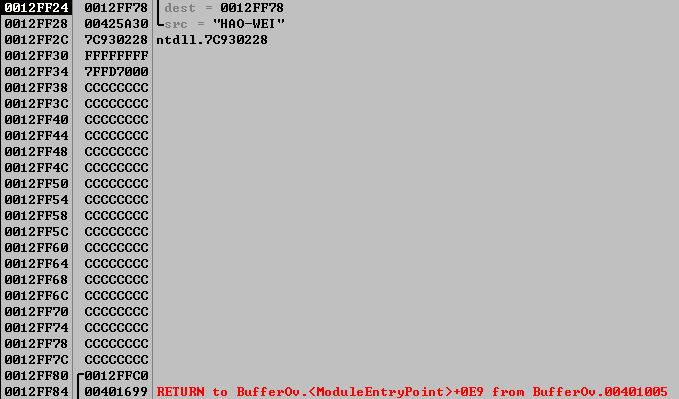 0012FF24 0012FF78 dest = 0012FF78
0012FF28 00425A30 src = "HAO-WEI"
0012FF2C 7C930228 ntdll.7C930228
0012FF30 FFFFFFFF
0012FF34 7FFD7000
0012FF38 CCCCCCCC
0012FF3C CCCCCCCC
0012FF40 CCCCCCCC
0012FF44 CCCCCCCC
0012FF48 CCCCCCCC
0012FF4C CCCCCCCC
0012FF50 CCCCCCCC
0012FF54 CCCCCCCC
0012FF58 CCCCCCCC
0012FF5C CCCCCCCC
0012FF60 CCCCCCCC
0012FF64 CCCCCCCC
0012FF68 CCCCCCCC
0012FF6C CCCCCCCC
0012FF70 CCCCCCCC
0012FF74 CCCCCCCC
0012FF78 CCCCCCCC
0012FF7C CCCCCCCC
0012FF80 0012FFC0
0012FF84 00401699 RETURN to BufferOv.<ModuleEntryPoint>+0E9 from BufferOv.00401005